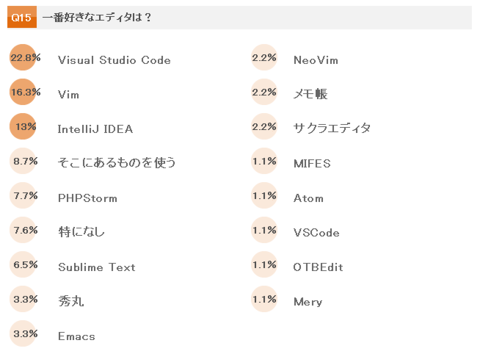 Q15 一番好きなエディタは？
22.8% Visual Studio Code
16.3% Vim
13% IntelliJ IDEA
8.7% そこにあるものを使う
7.7% PHPStorm
7.6% 特になし
6.5% Sublime Text
3.3% 秀丸
3.3% Emacs
2.2% NeoVim
2.2% メモ帳
2.2% サクラエディタ
1.1% MIFES
1.1% Atom
1.1% VSCode
1.1% OTBEdit
1.1% Mery